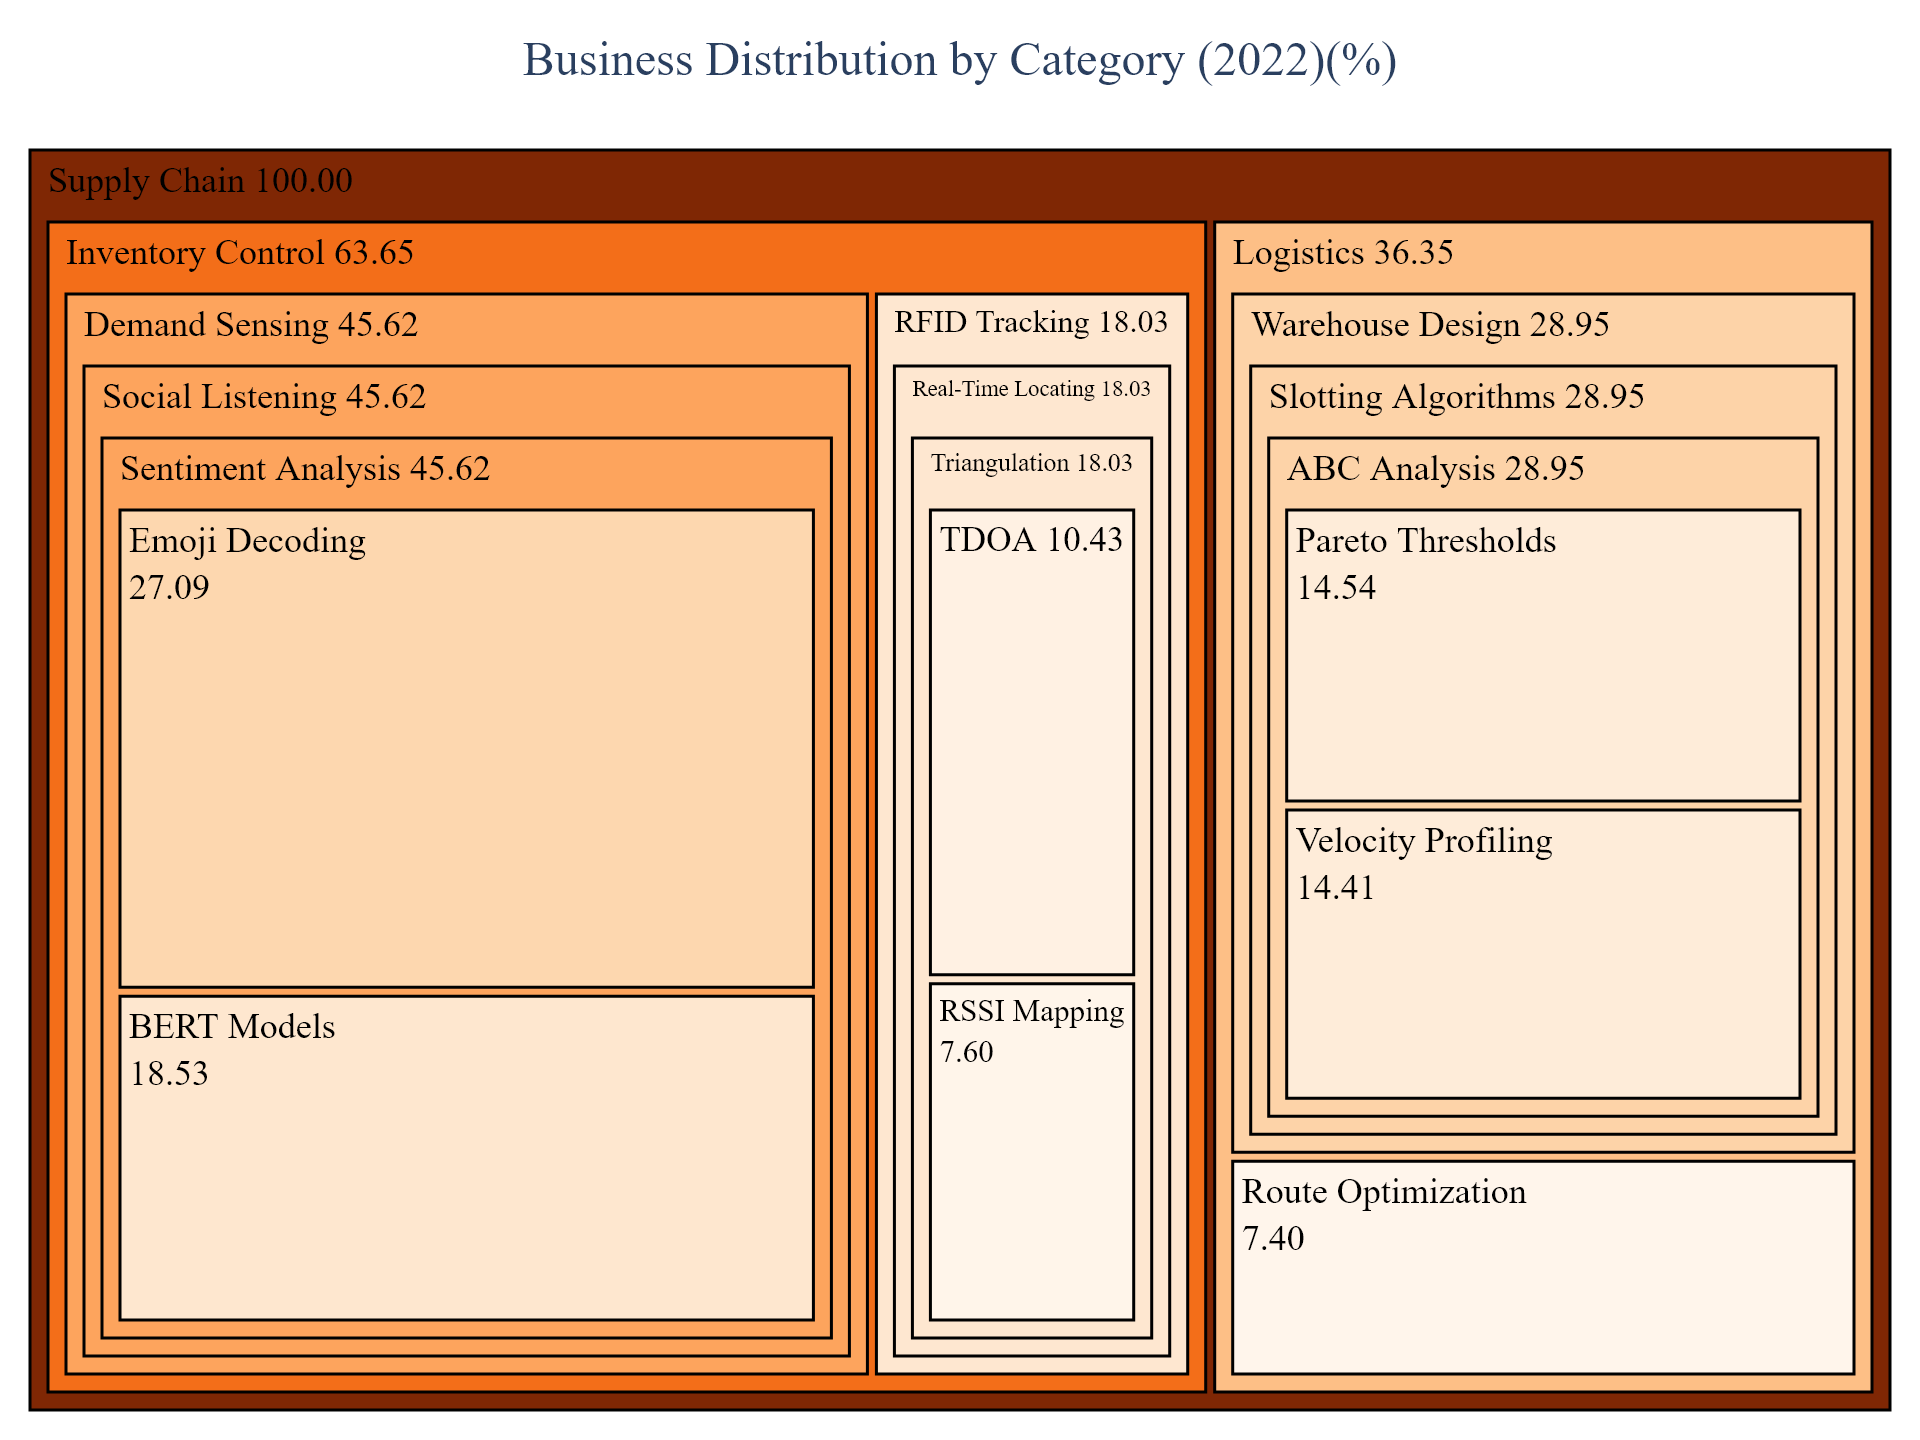 Business Distribution by Category (2022)(%)
Supply Chain 100.00
Inventory Control 63.65
Demand Sensing 45.62
Social Listening 45.62
Sentiment Analysis 45.62
Emoji Decoding
27.09
BERT Models
18.53
RFID Tracking 18.03
Real-Time Locating 18.03
Triangulation 18.03
TDOA 10.43
RSSI Mapping
7.60
Logistics 36.35
Warehouse Design 28.95
Slotting Algorithms 28.95
ABC Analysis 28.95
Pareto Thresholds
14.54
Velocity Profiling
14.41
Route Optimization
7.40